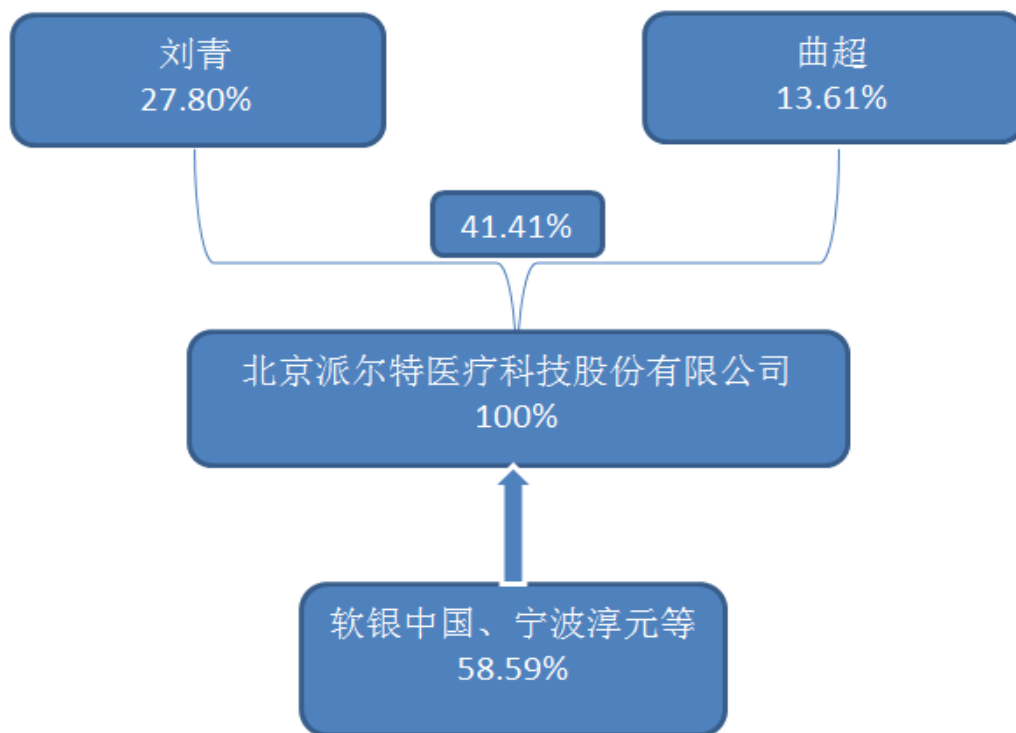 刘青
27.80%
曲超
13.61%
41.41%
北京派尔特医疗科技股份有限公司
100%
软银中国、宁波淳元等
58.59%